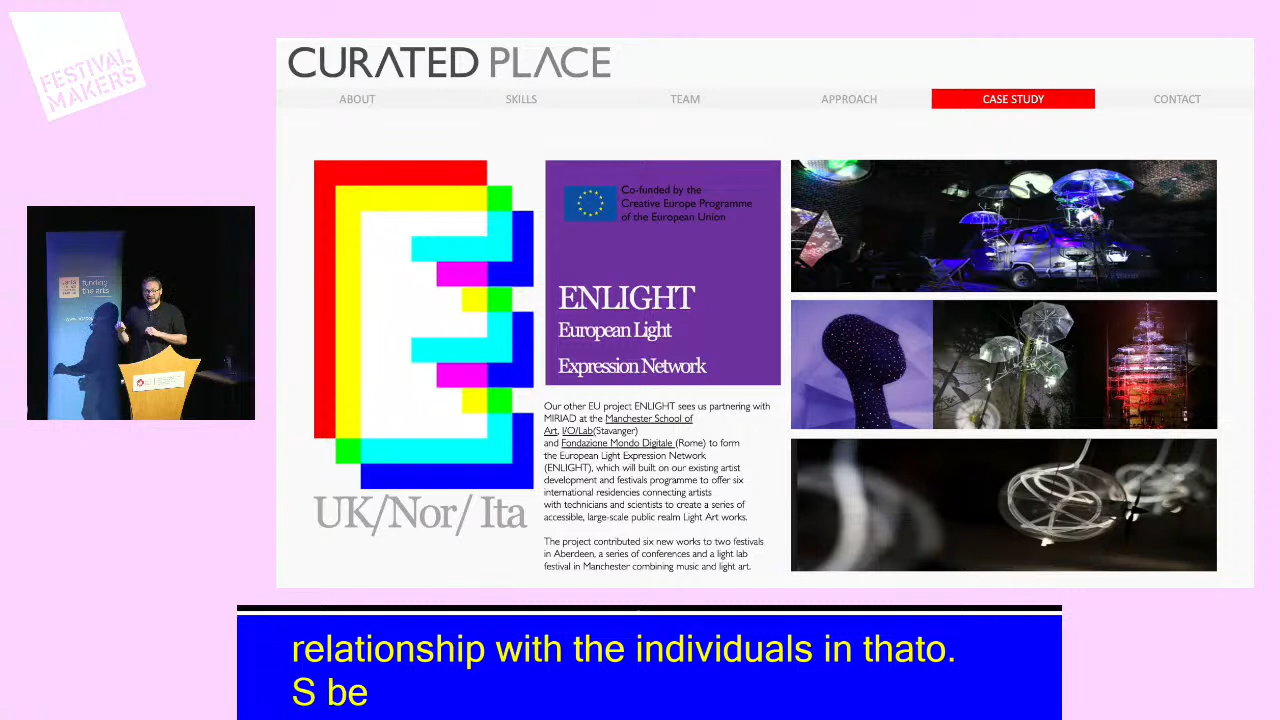 FESTIVAL
MAKERS
CURATED PLACE
ABOUT
SKILLS
TEAM
APPROACH
CASE STUDY
CONTACT
Co-funded by the
Creative Europe Programme
of the European Union
ENLIGHT
European Light
Expression Network
UK/Nor/ Ita
Our other EU project ENLIGHT sees us partnering with
MIRIAD at the Manchester School of
Art, I/O/Lab(Stavanger)
and Fondazione Mondo Digitale (Rome) to form
the European Light Expression Network
(ENLIGHT), which will built on our existing artist
development and festivals programme to offer six
international residencies connecting artists
with technicians and scientists to create a series of
accessible, large-scale public realm Light Art works.
The project contributed six new works to two festivals
in Aberdeen, a series of conferences and a light lab
festival in Manchester combining music and light art.
funding
the arts
relationship with the individuals in thato.
S be